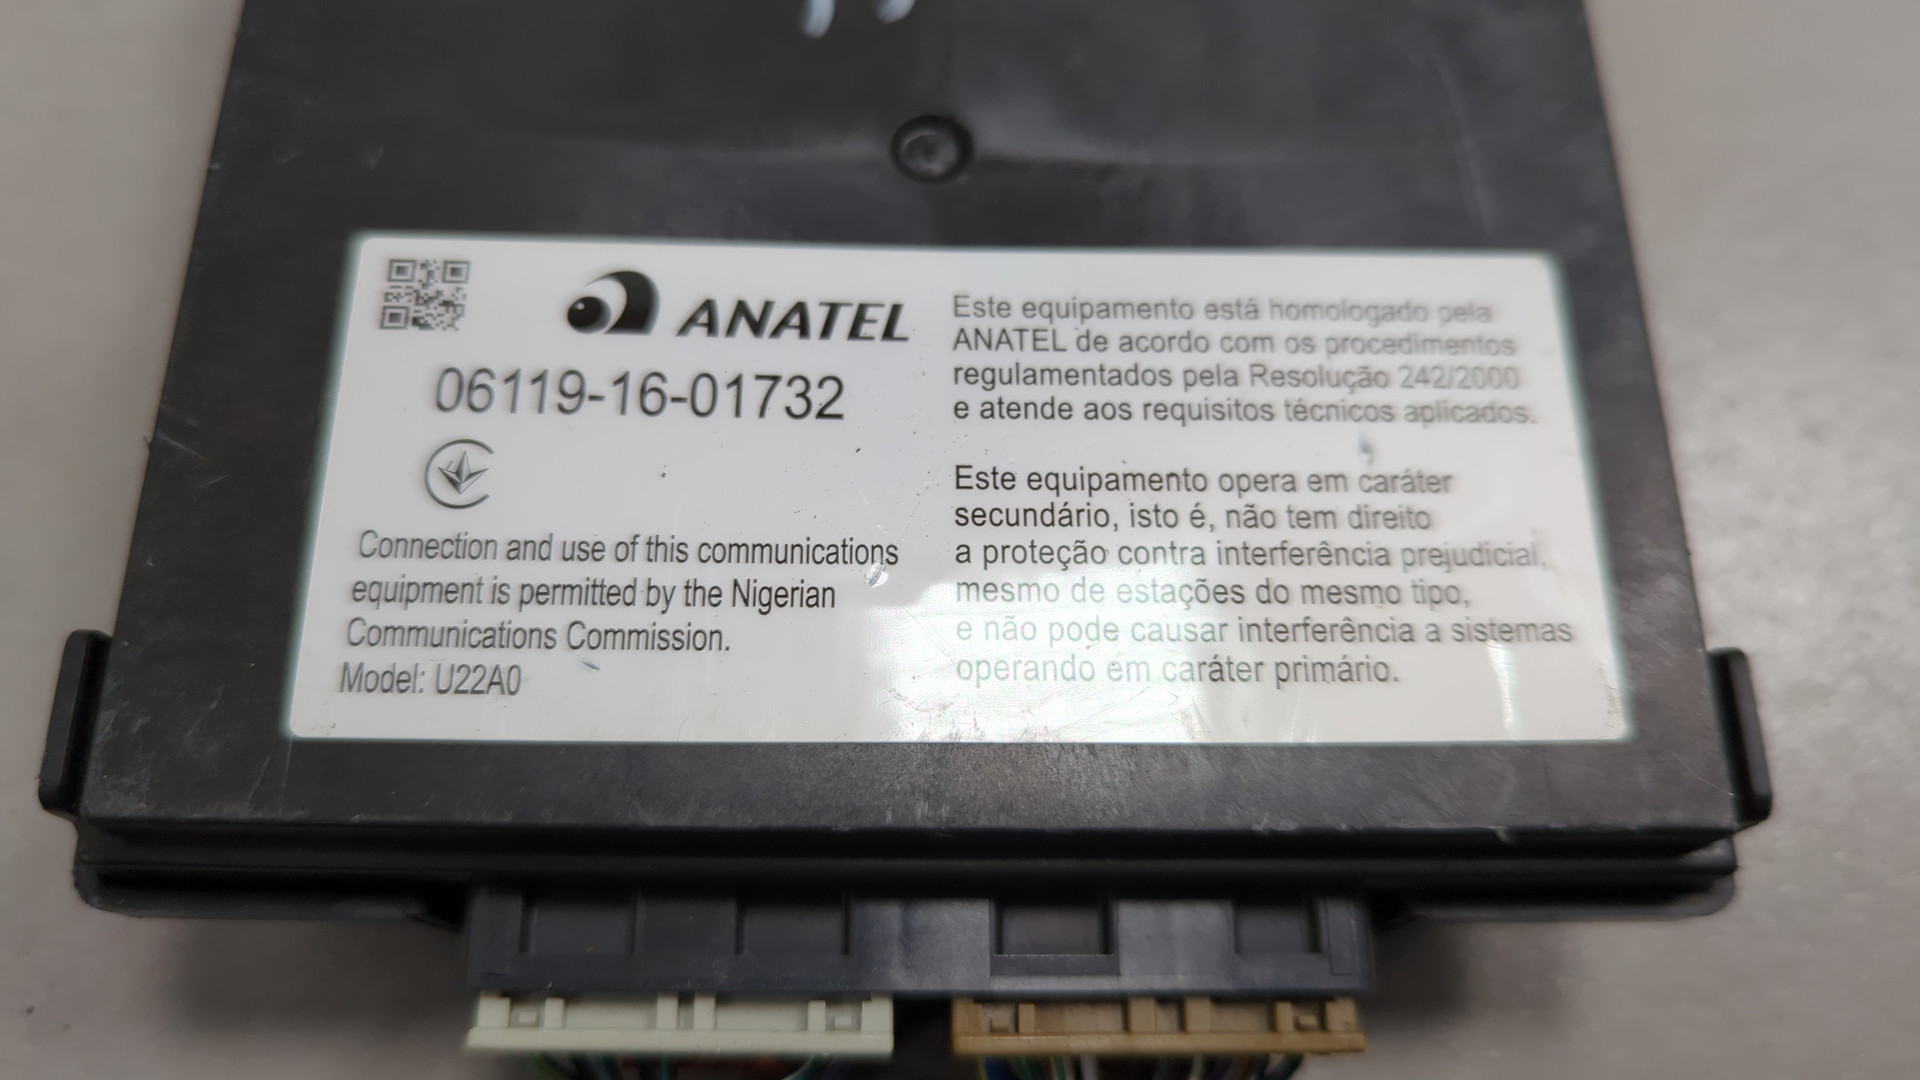 ANATEL
06119-16-01732
Connection and use of this communications
equipment is permitted by the Nigerian
Communications Commission.
Model: U22A0
Este equipamento está homologado pela
ANATEL de acordo com os procedimentos
regulamentados pela Resolução 242/2000
e atende aos requisitos técnicos aplicados.
Este equipamento opera em caráter
secundário, isto é, não tem direito
a proteção contra interferência prejudicial,
mesmo de estações do mesmo tipo,
e não pode causar interferência a sistemas
operando em caráter primário.